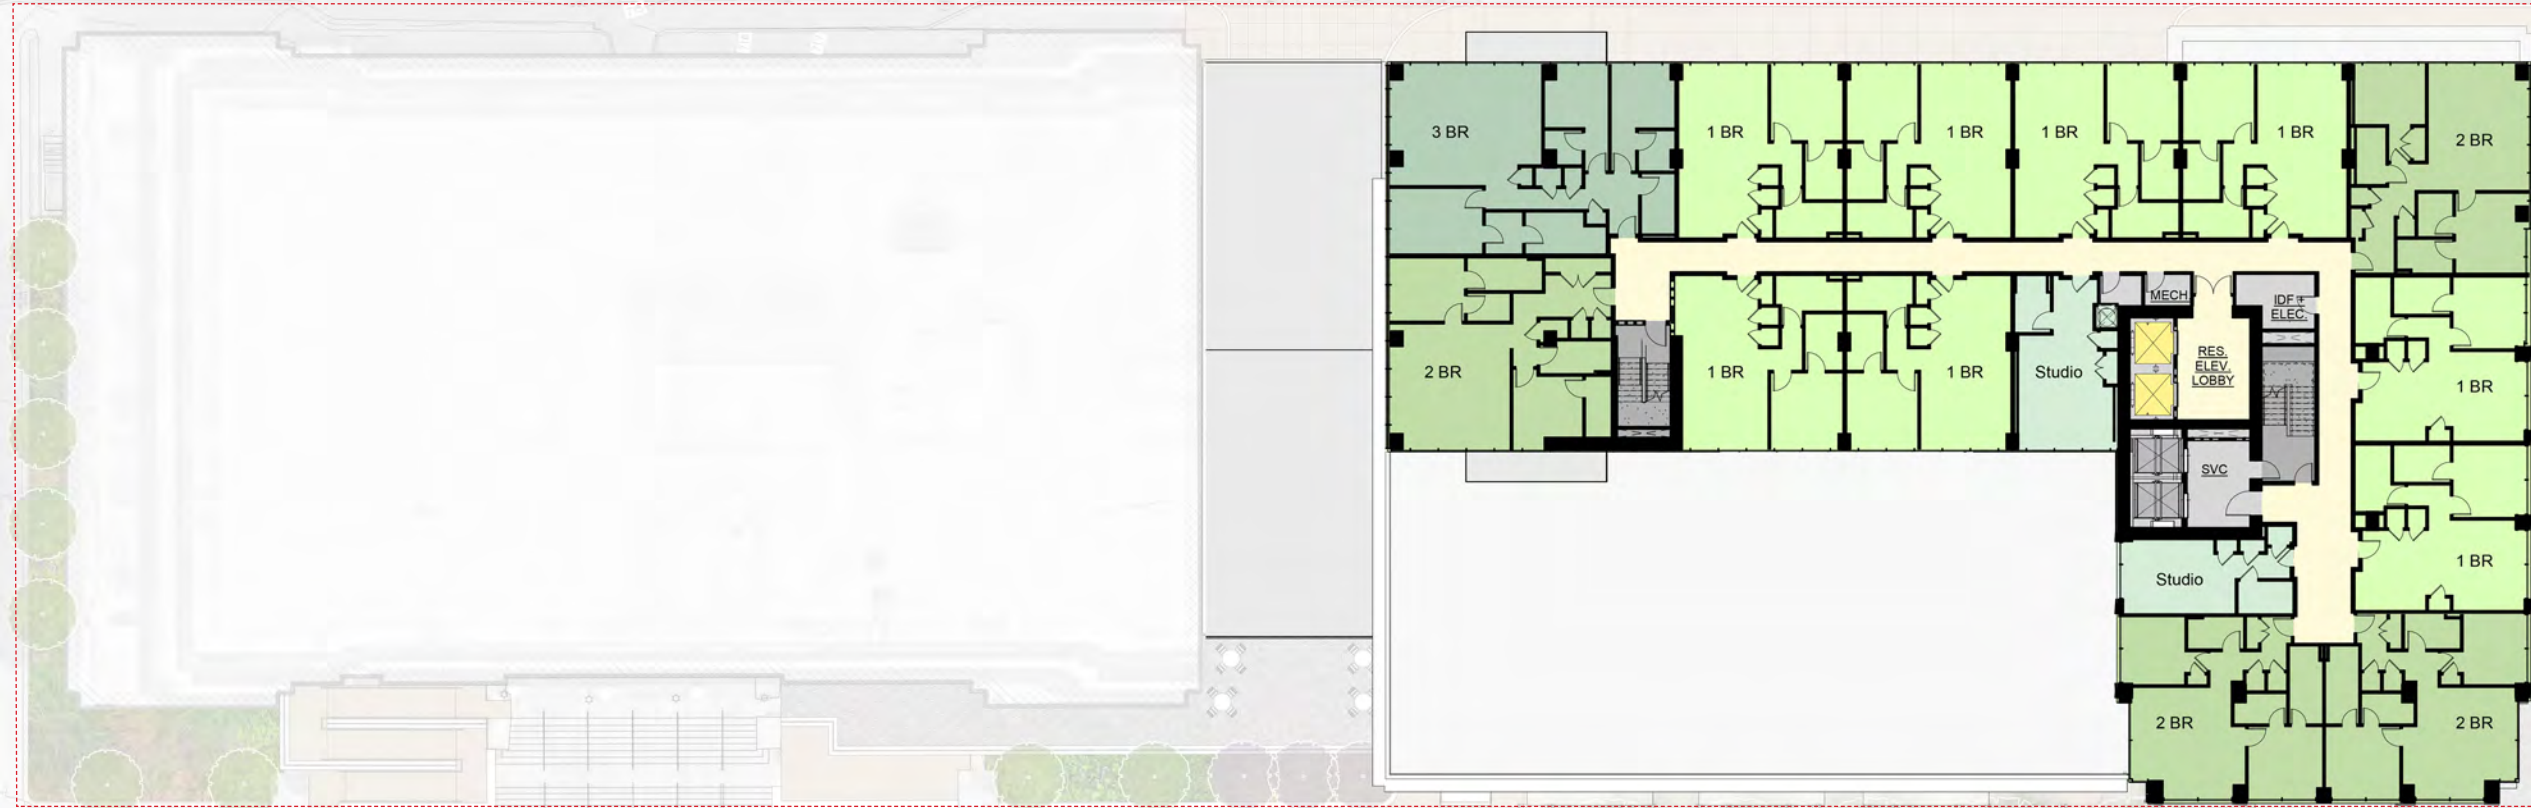 3 BR
1 BR
1 BR
1 BR
1 BR
2 BR
MECH
IDF +
ELEC.
RES.
ELEV.
LOBBY
2 BR
1 BR
1 BR
Studio
1 BR
SVC
1 BR
Studio
2 BR
2 BR